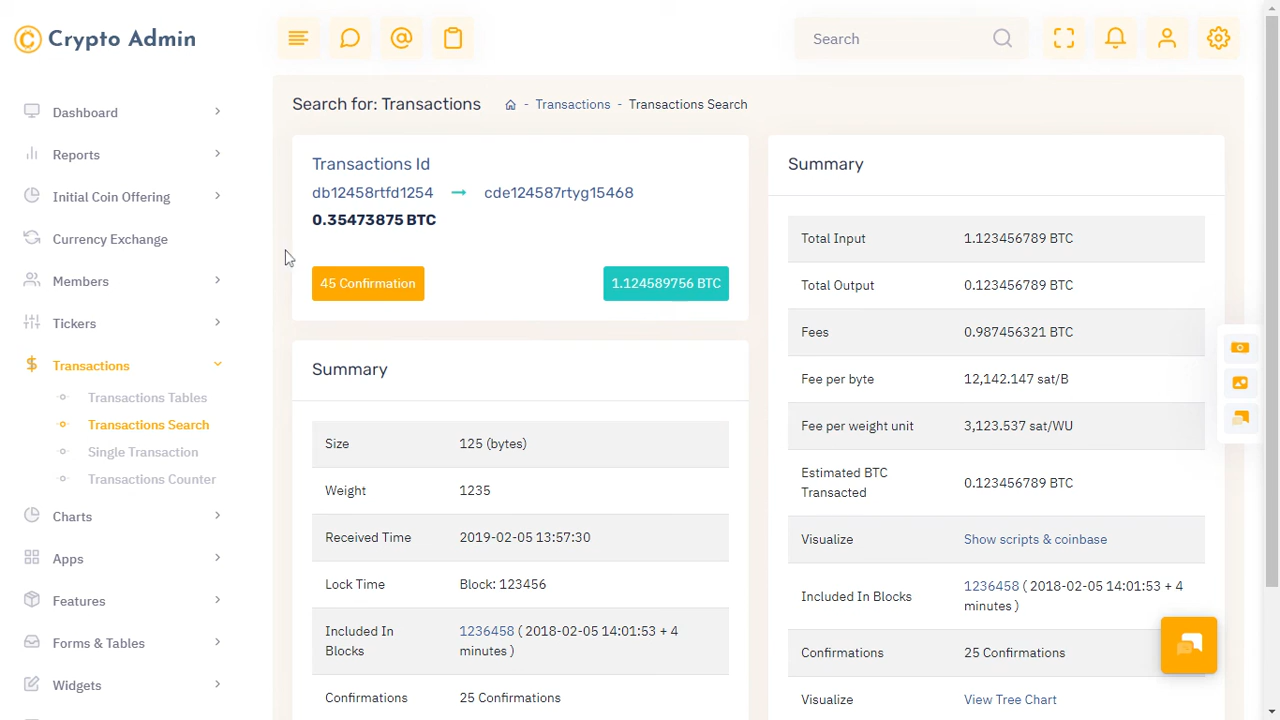 Crypto Admin
Search
Dashboard
Reports
Initial Coin Offering
Currency Exchange
Members
Tickers
Transactions
Transactions Tables
Transactions Search
Single Transaction
Transactions Counter
Charts
Apps
Features
Forms & Tables
Widgets
Search for: Transactions - Transactions - Transactions Search
Transactions Id
db12458rtfd1254 → cde124587rtyg15468
0.35473875 BTC
45 Confirmation 1.124589756 BTC
Summary
Size 125 (bytes)
Weight 1235
Received Time 2019-02-05 13:57:30
Lock Time Block: 123456
Included In Blocks 1236458 ( 2018-02-05 14:01:53 + 4 minutes )
Confirmations 25 Confirmations
Summary
Total Input 1.123456789 BTC
Total Output 0.123456789 BTC
Fees 0.987456321 BTC
Fee per byte 12,142.147 sat/B
Fee per weight unit 3,123.537 sat/WU
Estimated BTC Transacted 0.123456789 BTC
Visualize Show scripts & coinbase
Included In Blocks 1236458 ( 2018-02-05 14:01:53 + 4 minutes )
Confirmations 25 Confirmations
Visualize View Tree Chart